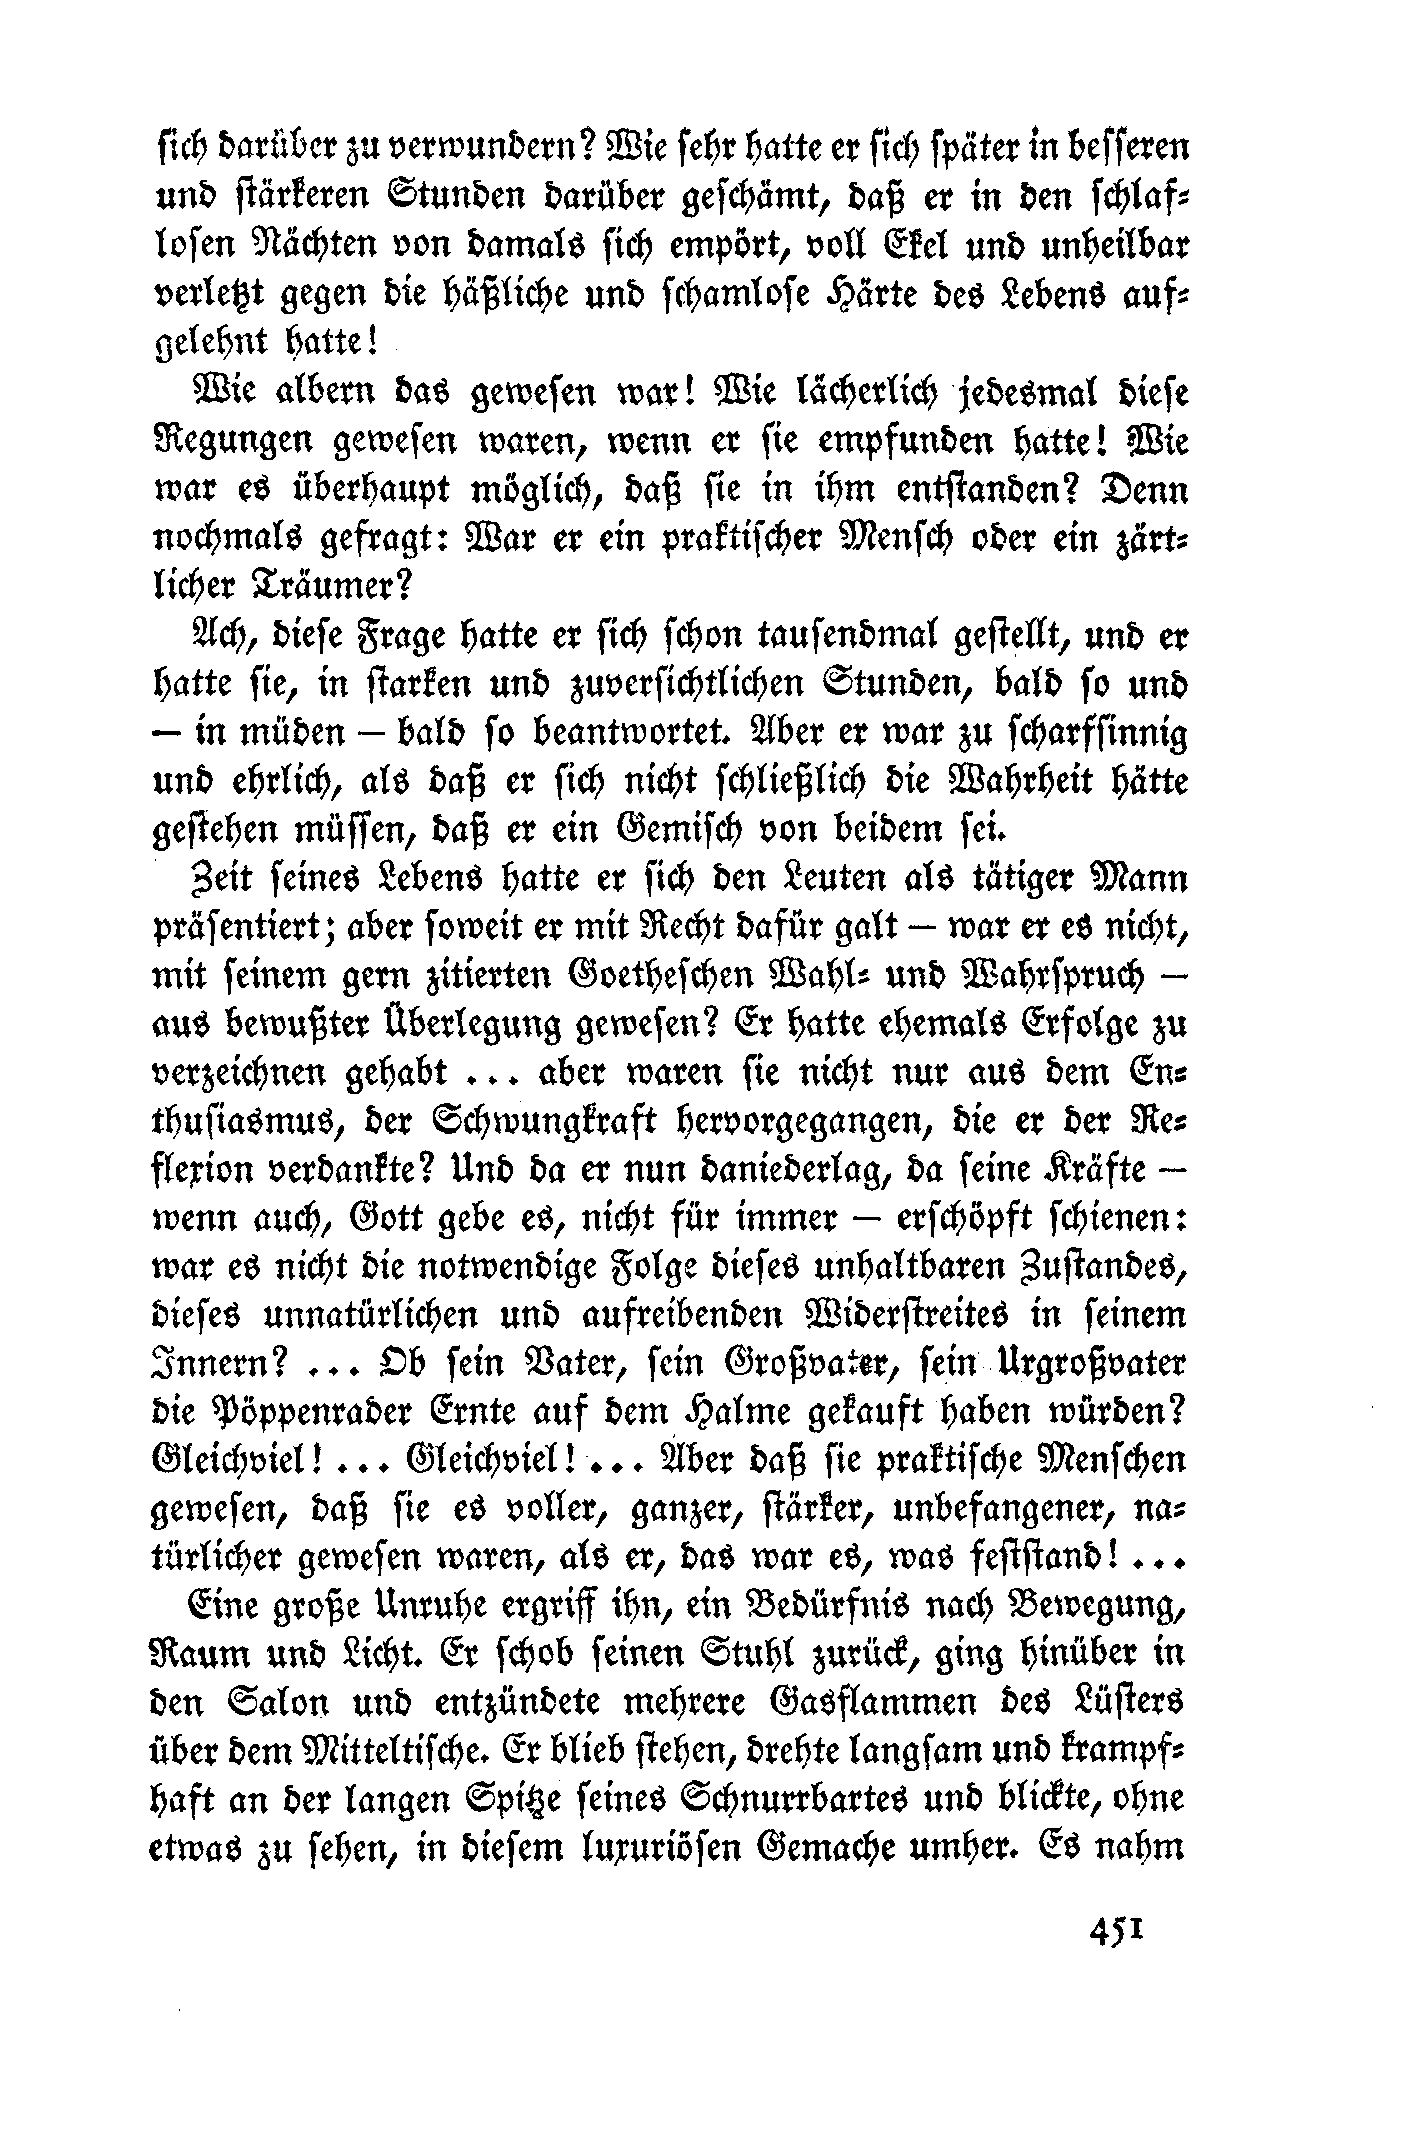 sich darüber zu verwundern? Wie sehr hatte er sich später in besseren
und stärkeren Stunden darüber geschämt, daß er in den schlaf-
losen Nächten von damals sich empört, voll Ekel und unheilbar
verletzt gegen die häßliche und schamlose Härte des Lebens auf-
gelehnt hatte!
Wie albern das gewesen war! Wie lächerlich jedesmal diese
Regungen gewesen waren, wenn er sie empfunden hatte! Wie
war es überhaupt möglich, daß sie in ihm entstanden? Denn
nochmals gefragt: War er ein praktischer Mensch oder ein zärt-
licher Träumer?
Ach, diese Frage hatte er sich schon tausendmal gestellt, und er
hatte sie, in starken und zuversichtlichen Stunden, bald so und
— in müden — bald so beantwortet. Aber er war zu scharfsinnig
und ehrlich, als daß er sich nicht schließlich die Wahrheit hätte
gestehen müssen, daß er ein Gemisch von beidem sei.
Zeit seines Lebens hatte er sich den Leuten als tätiger Mann
präsentiert; aber soweit er mit Recht dafür galt — war er es nicht,
mit seinem gern zitierten Goetheschen Wahl- und Wahrspruch —
aus bewußter Überlegung gewesen? Er hatte ehemals Erfolge zu
verzeichnen gehabt ... aber waren sie nicht nur aus dem En-
thusiasmus, der Schwungkraft hervorgegangen, die er der Re-
flexion verdankte? Und da er nun daniederlag, da seine Kräfte —
wenn auch, Gott gebe es, nicht für immer — erschöpft schienen:
war es nicht die notwendige Folge dieses unhaltbaren Zustandes,
dieses unnatürlichen und aufreibenden Widerstreites in seinem
Innern? ... Ob sein Vater, sein Großvater, sein Urgroßvater
die Pöppenrader Ernte auf dem Halme gekauft haben würden?
Gleichviel! ... Gleichviel! ... Aber daß sie praktische Menschen
gewesen, daß sie es voller, ganzer, stärker, unbefangener, na-
türlicher gewesen waren, als er, das war es, was feststand! ...
Eine große Unruhe ergriff ihn, ein Bedürfnis nach Bewegung,
Raum und Licht. Er schob seinen Stuhl zurück, ging hinüber in
den Salon und entzündete mehrere Gasflammen des Lüsters
über dem Mitteltische. Er blieb stehen, drehte langsam und krampf-
haft an der langen Spitze seines Schnurrbartes und blickte, ohne
etwas zu sehen, in diesem luxuriösen Gemache umher. Es nahm
451